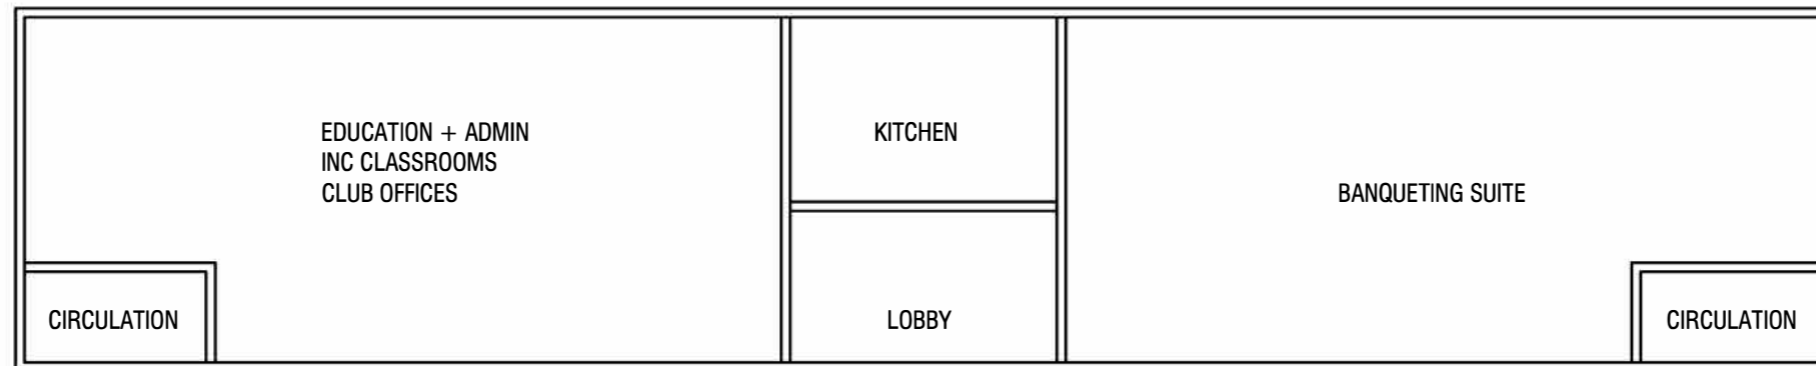 EDUCATION + ADMIN
INC CLASSROOMS
CLUB OFFICES
KITCHEN
BANQUETING SUITE
CIRCULATION
LOBBY
CIRCULATION